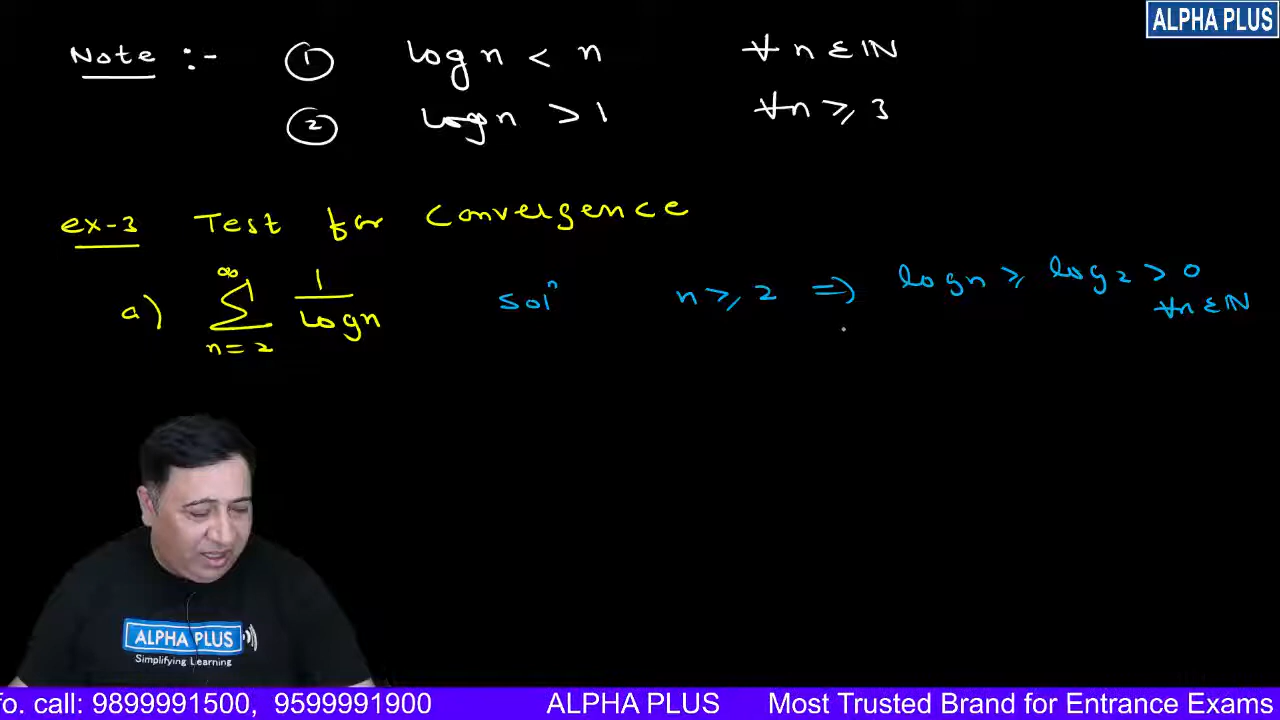 ALPHA PLUS
Note :- ① log n < n ∀ n ∈ ℕ
② log n > 1 ∀ n ⩾ 3
ex-3 Test for Convergence
a) ∞ ∑ n=2 1/log n solⁿ n ⩾ 2 ⇒ log n ⩾ log 2 > 0
∀ n ∈ ℕ
ALPHA PLUS
Simplifying Learning
fo. call: 9899991500, 9599991900 ALPHA PLUS Most Trusted Brand for Entrance Exams